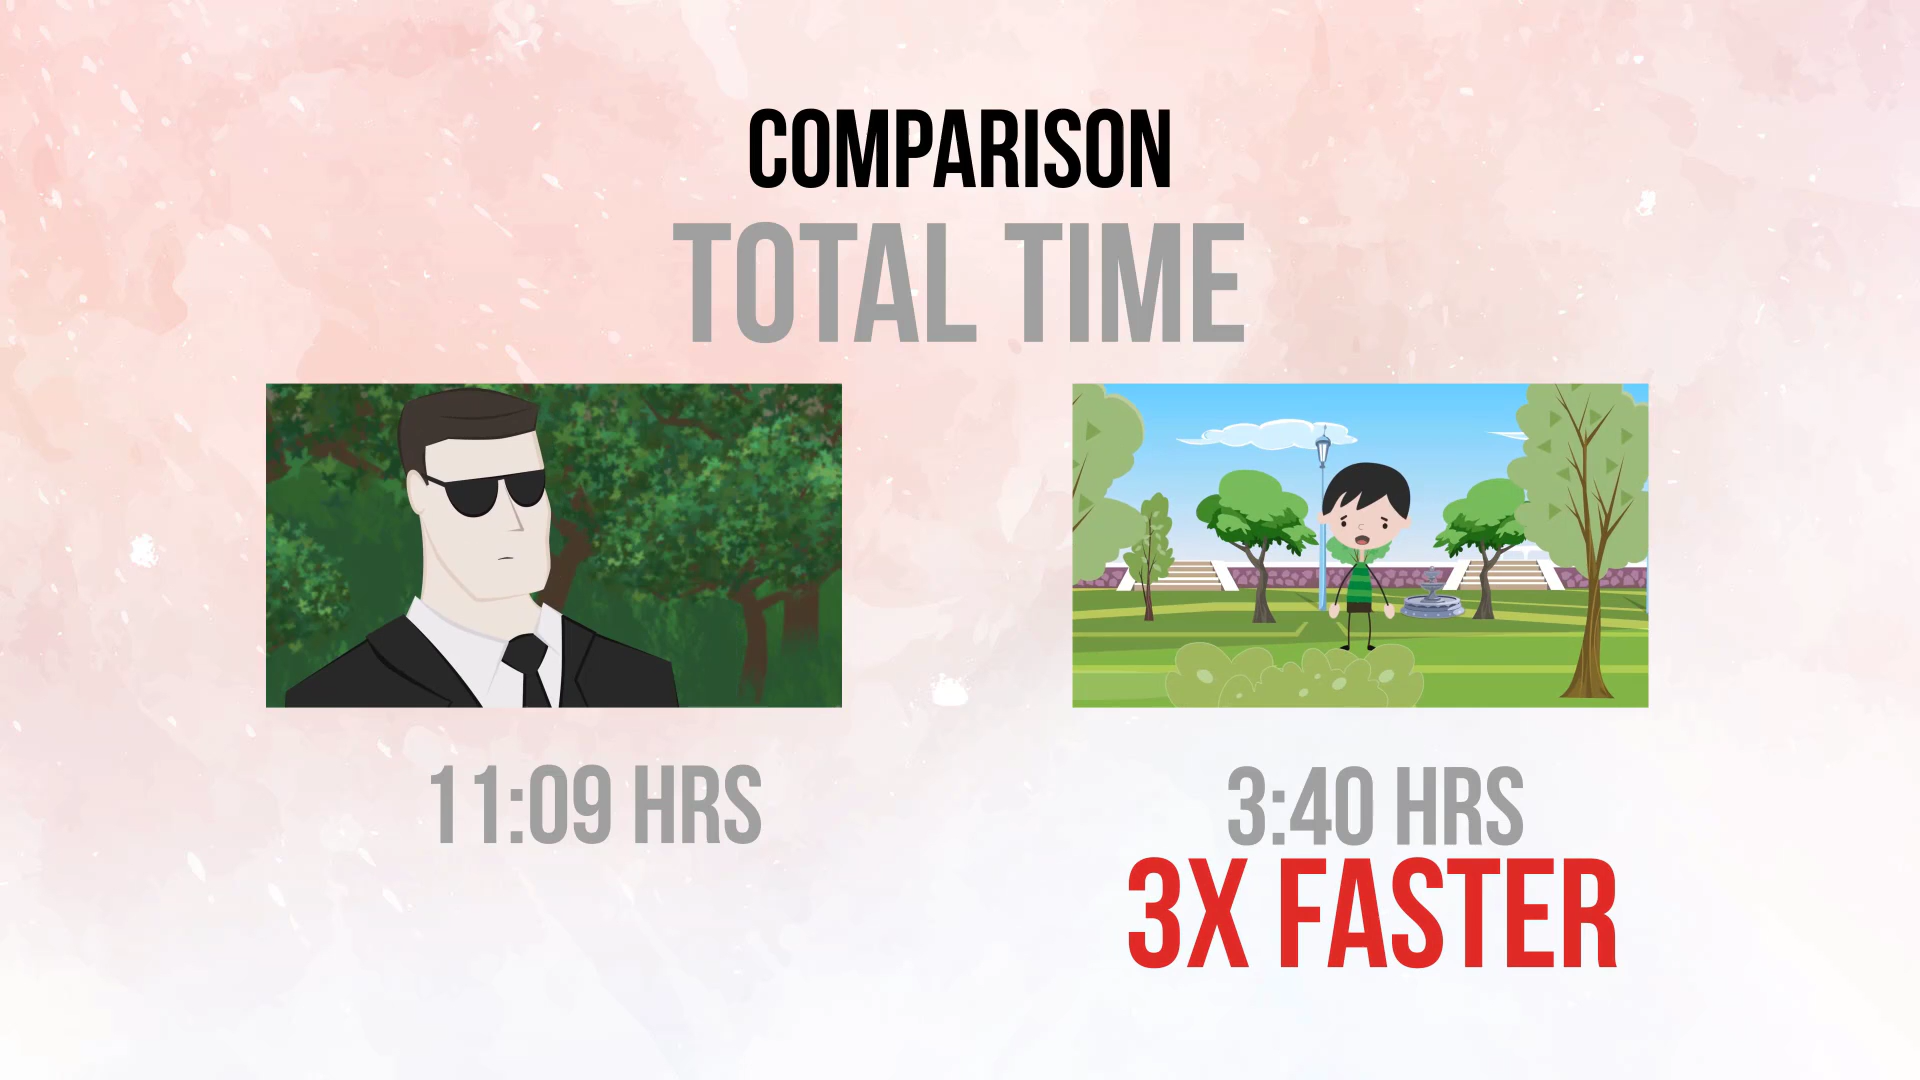 COMPARISON
TOTAL TIME
11:09 HRS
3:40 HRS
3X FASTER